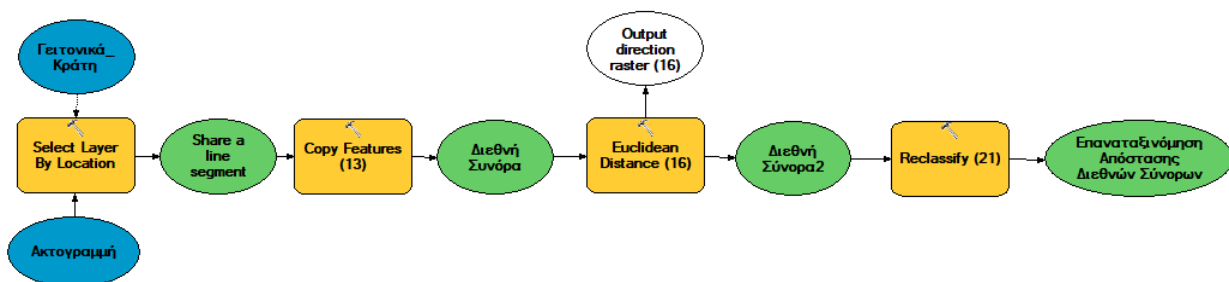 Γειτονικά_
Κράτη
Output
direction
raster (16)
Select Layer
By Location
Share a
line
segment
Copy Features
(13)
Διεθνή
Συνόρα
Euclidean
Distance (16)
Διεθνή
Σύνορα2
Reclassify (21)
Επαναταξινόμηση
Απόστασης
Διεθνών Σύνορων
Ακτογραμμή